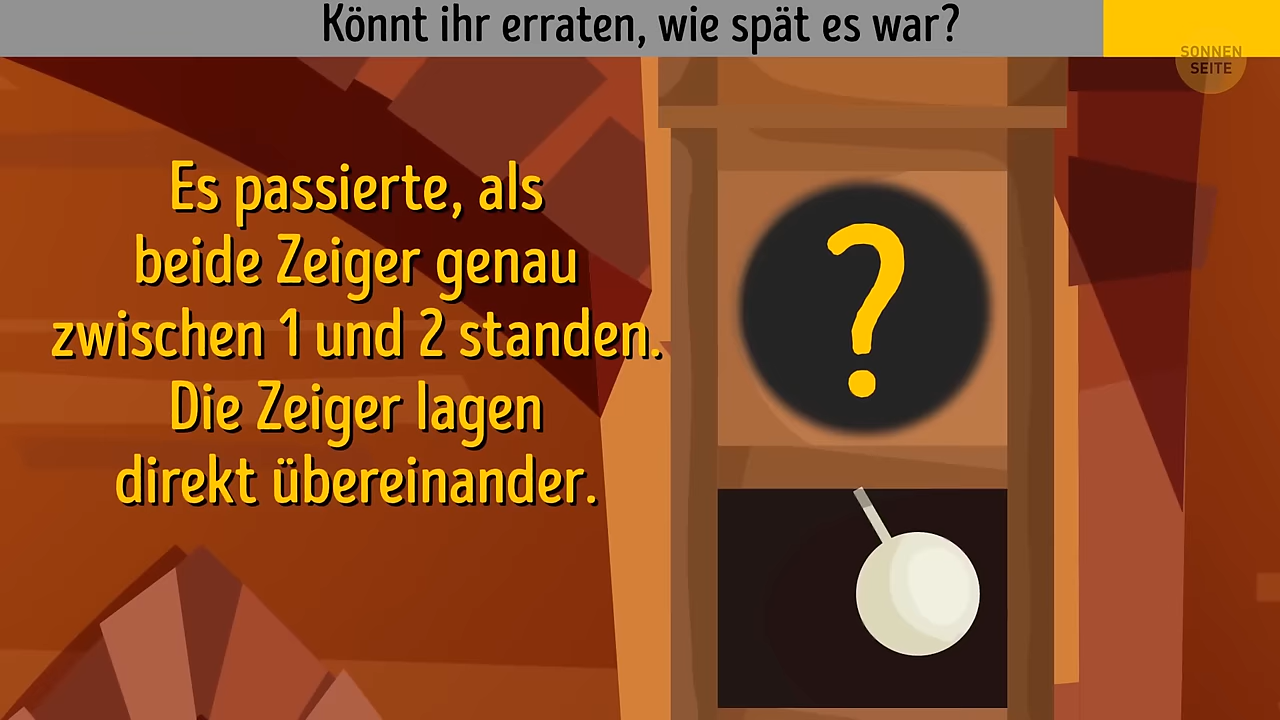 Könnt ihr erraten, wie spät es war?
SONNEN
SEITE
Es passierte, als
beide Zeiger genau
zwischen 1 und 2 standen.
Die Zeiger lagen
direkt übereinander.
?